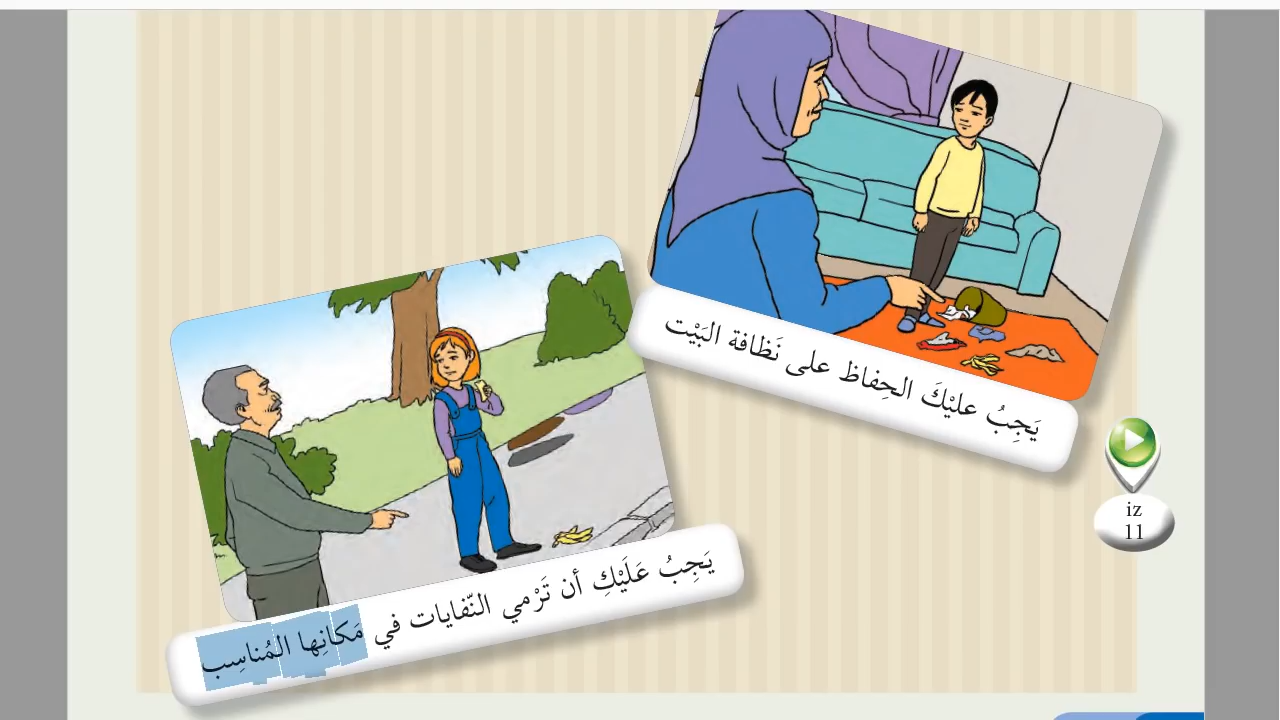 يَجِبُ عليْكَ الحِفاظ على نَظافة البَيْت
يَجِبُ عَلَيْكِ أن تَرْمي النّفايات في مَكانِها المُناسِب
iz
11